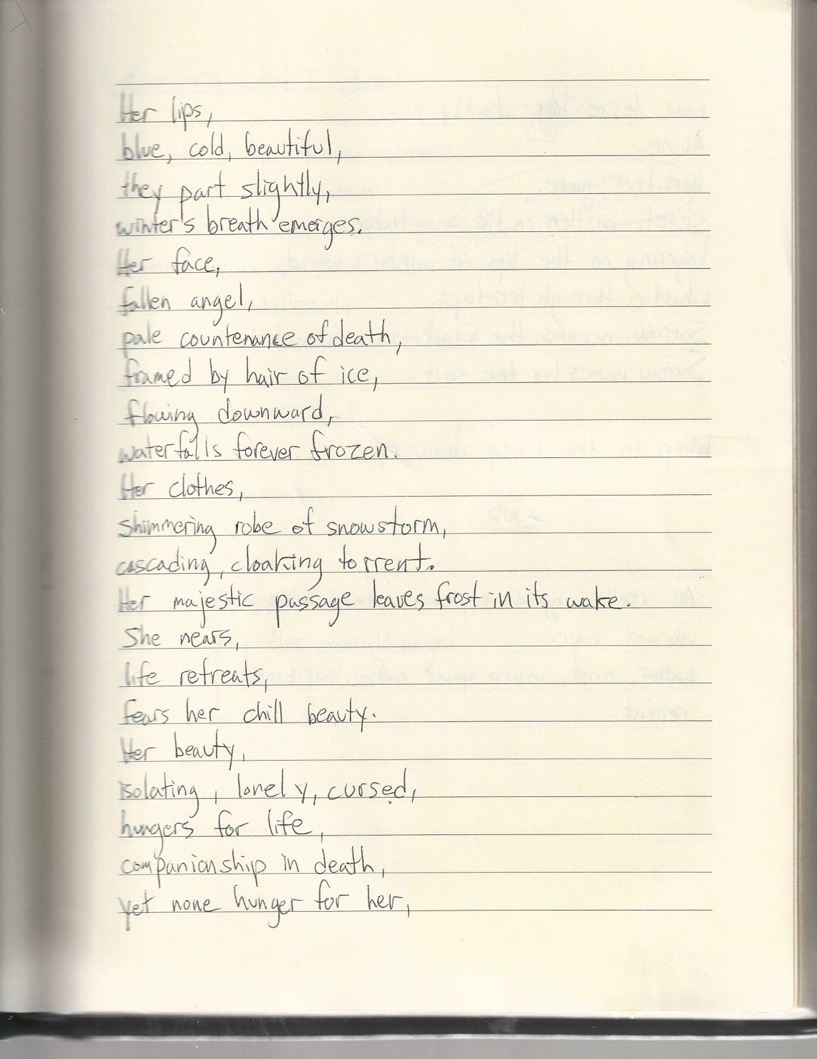 Her lips,
blue, cold, beautiful,
they part slightly,
winter's breath emerges.
Her face,
fallen angel,
pale countenance of death,
framed by hair of ice,
flowing downward,
waterfalls forever frozen.
Her clothes,
shimmering robe of snowstorm,
cascading, cloaking torrent.
Her majestic passage leaves frost in its wake.
She nears,
life retreats,
fears her chill beauty.
Her beauty,
isolating, lonely, cursed,
hungers for life,
companionship in death,
yet none hunger for her,